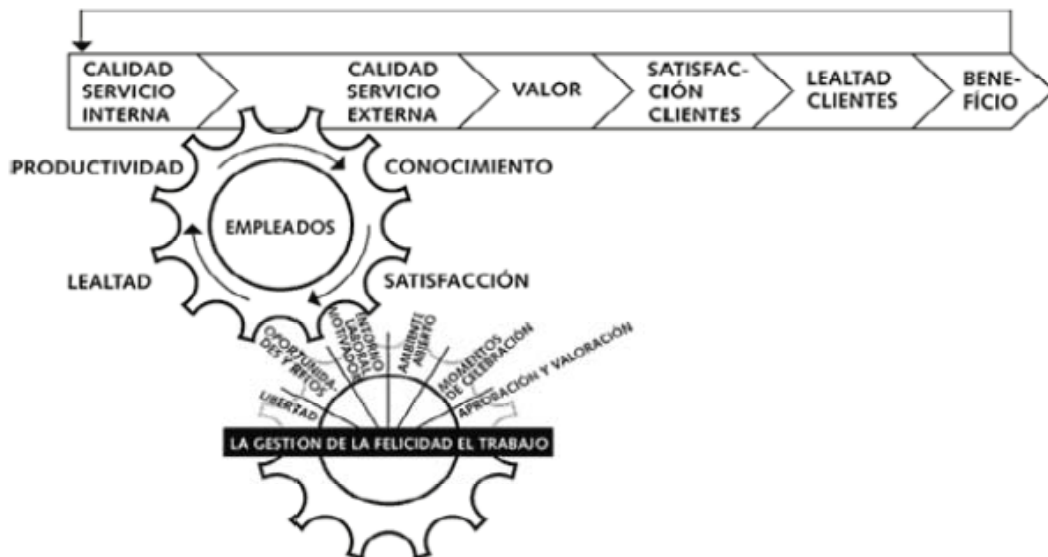 CALIDAD
SERVICIO
INTERNA
CALIDAD
SERVICIO
EXTERNA
VALOR
SATISFAC-
CIÓN
CLIENTES
LEALTAD
CLIENTES
BENE-
FÍCIO
PRODUCTIVIDAD
CONOCIMIENTO
EMPLEADOS
LEALTAD
SATISFACCIÓN
LIBERTAD
OPORTUNIDA-
DES Y RETOS
ENTORNO
LABORAL
MOTIVADOR
AMBIENTE
ABIERTO
MOMENTOS
DE CELEBRACIÓN
APROBACIÓN Y VALORACIÓN
LA GESTIÓN DE LA FELICIDAD EL TRABAJO